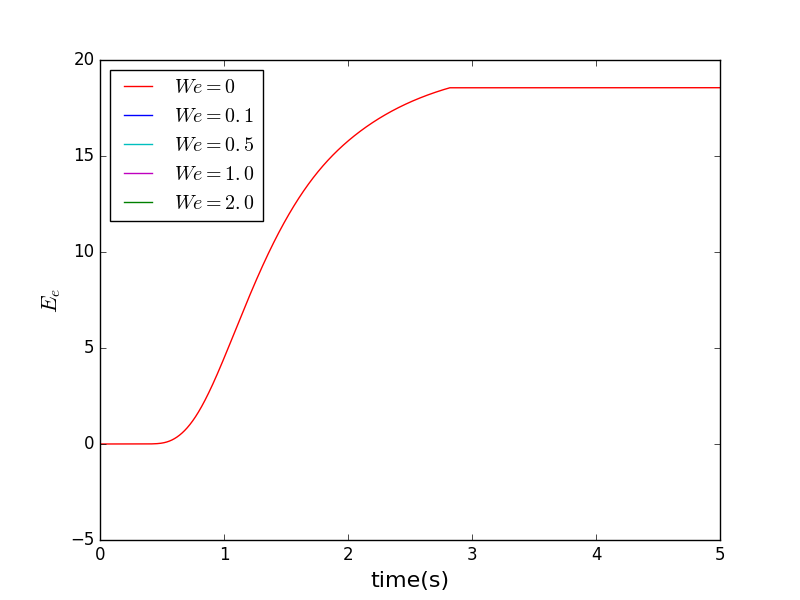 20
15
10
5
0
−5
We = 0
We = 0.1
We = 0.5
We = 1.0
We = 2.0
E_e
0 1 2 3 4 5
time(s)